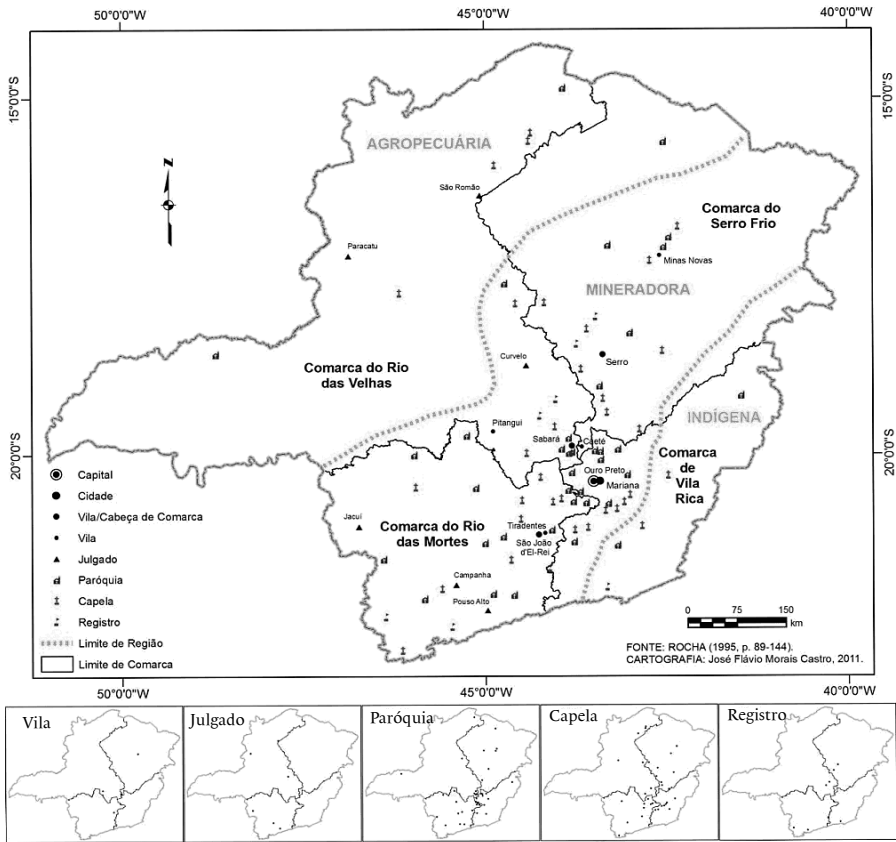 50°0'0"W 45°0'0"W 40°0'0"W
15°0'0"S
15°0'0"S
AGROPECUÁRIA
N
São Romão
Comarca do
Serro Frio
Paracatu
Minas Novas
MINERADORA
Curvelo
Serro
Comarca do Rio
das Velhas
INDÍGENA
Pitangui
Sabará
Caeté
20°0'0"S
20°0'0"S
Ouro Preto
Mariana
Comarca
de
Vila
Rica
Capital
Cidade
Vila/Cabeça de Comarca
Vila
Julgado
Paróquia
Capela
Registro
Limite de Região
Limite de Comarca
Jacuí
Comarca do Rio
das Mortes
Tiradentes
São João
d'El-Rei
Campanha
Pouso Alto
0 75 150
km
FONTE: ROCHA (1995, p. 89-144).
CARTOGRAFIA: José Flávio Morais Castro, 2011.
50°0'0"W 45°0'0"W 40°0'0"W
Vila
Julgado
Paróquia
Capela
Registro